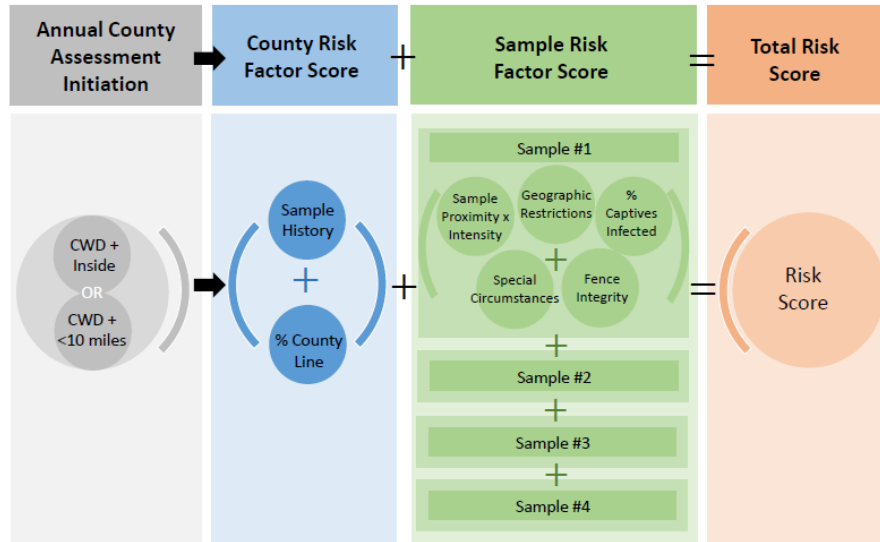 Annual County
Assessment
Initiation
County Risk
Factor Score
+
Sample Risk
Factor Score
=
Total Risk
Score
CWD +
Inside
OR
CWD +
<10 miles
Sample
History
+
% County
Line
+
Sample #1
Sample
Proximity x
Intensity
Geographic
Restrictions
%
Captives
Infected
+
Special
Circumstances
Fence
Integrity
+
Sample #2
+
Sample #3
+
Sample #4
=
Risk
Score